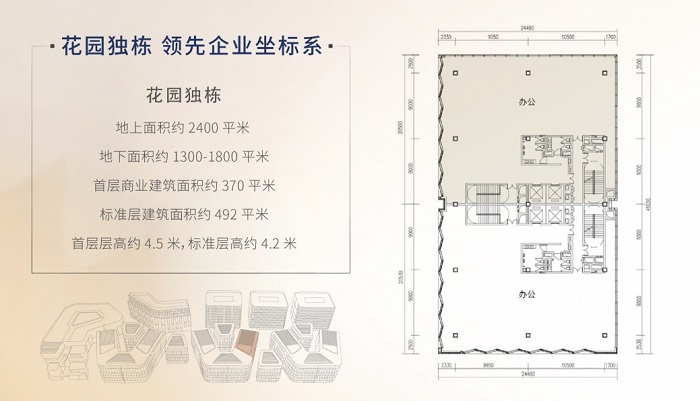 花园独栋 领先企业坐标系
花园独栋
地上面积约 2400 平米
地下面积约 1300-1800 平米
首层商业建筑面积约 370 平米
标准层建筑面积约 492 平米
首层层高约 4.5 米，标准层高约 4.2 米
24480
2330 9950 10500 1700
办公
办公
2330 9950 10500 1700
24480